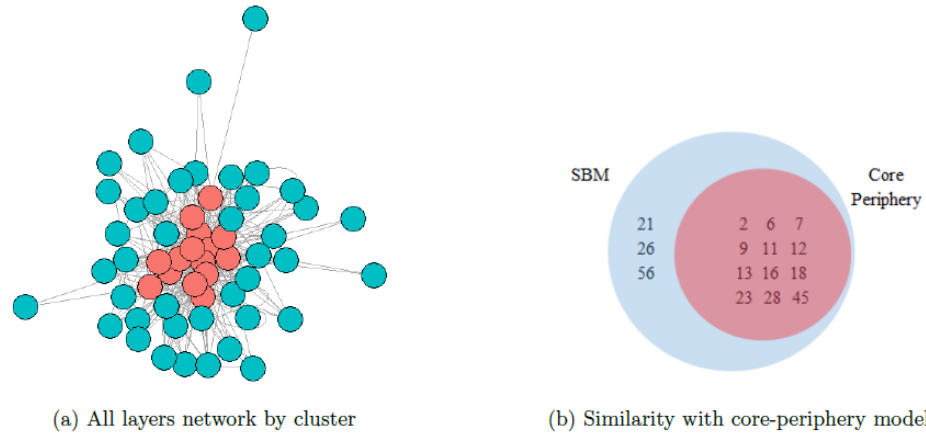 SBM
Core
Periphery
21
26
56
2 6 7
9 11 12
13 16 18
23 28 45
(a) All layers network by cluster
(b) Similarity with core-periphery model